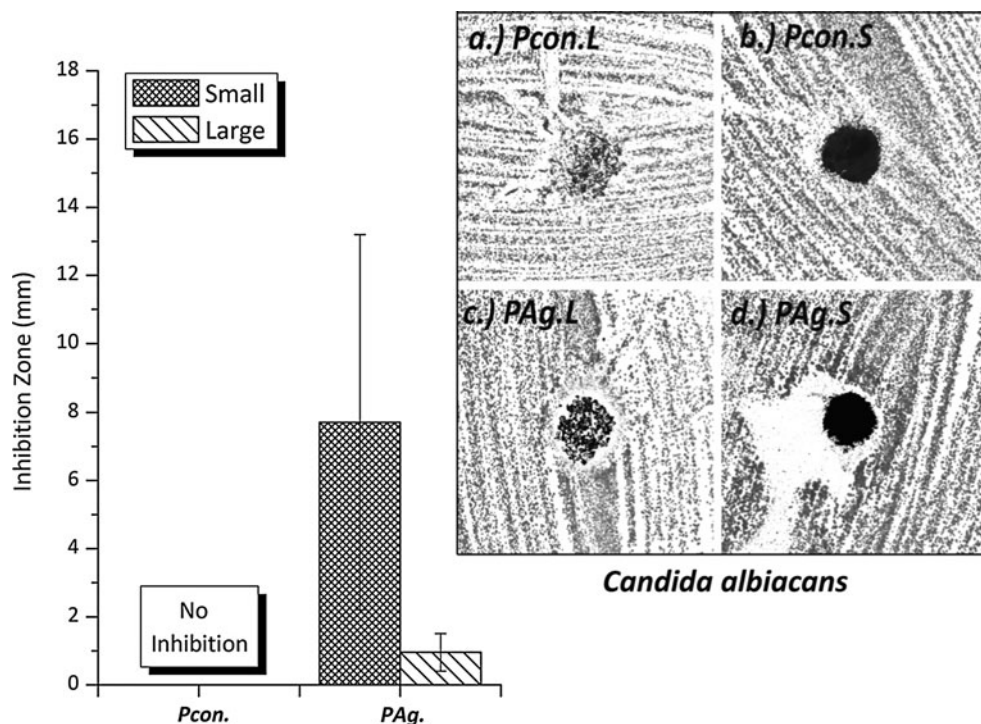 Inhibition Zone (mm)
18
16
14
12
10
8
6
4
2
0
Small
Large
No
Inhibition
Pcon.
PAg.
a.) Pcon.L
b.) Pcon.S
c.) PAg.L
d.) PAg.S
Candida albiacans